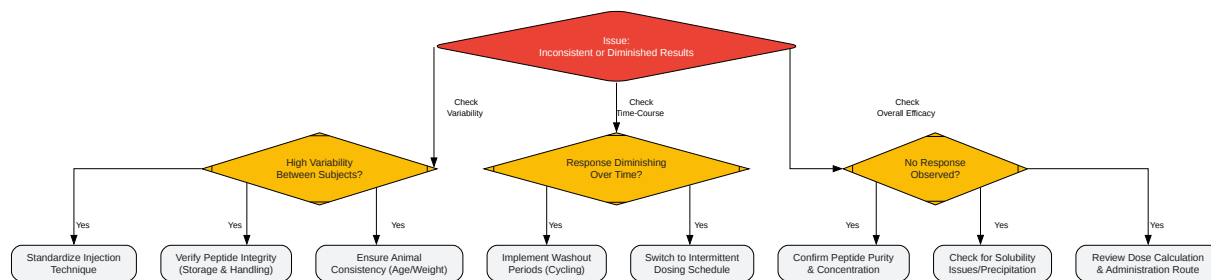 Issue:
Inconsistent or Diminished Results
Check
Variability
Check
Time-Course
Check
Overall Efficacy
High Variability
Between Subjects?
Response Diminishing
Over Time?
No Response
Observed?
Yes
Yes
Yes
Yes
Yes
Yes
Yes
Yes
Standardize Injection
Technique
Verify Peptide Integrity
(Storage & Handling)
Ensure Animal
Consistency (Age/Weight)
Implement Washout
Periods (Cycling)
Switch to Intermittent
Dosing Schedule
Confirm Peptide Purity
& Concentration
Check for Solubility
Issues/Precipitation
Review Dose Calculation
& Administration Route